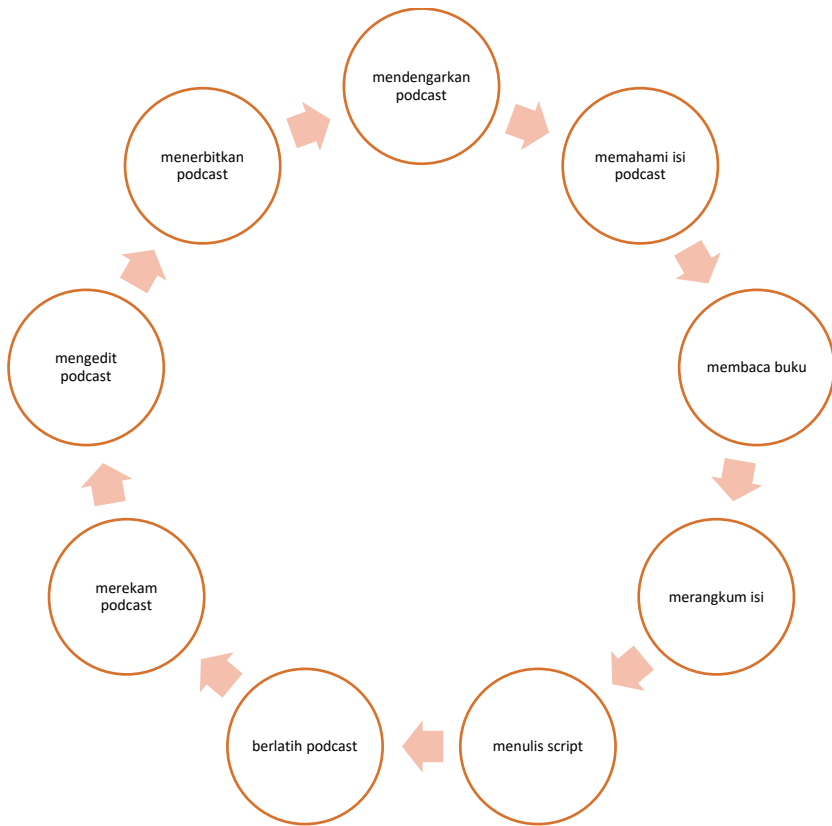 mendengarkan
podcast
memahami isi
podcast
membaca buku
merangkum isi
menulis script
berlatih podcast
merekam
podcast
mengedit
podcast
menerbitkan
podcast